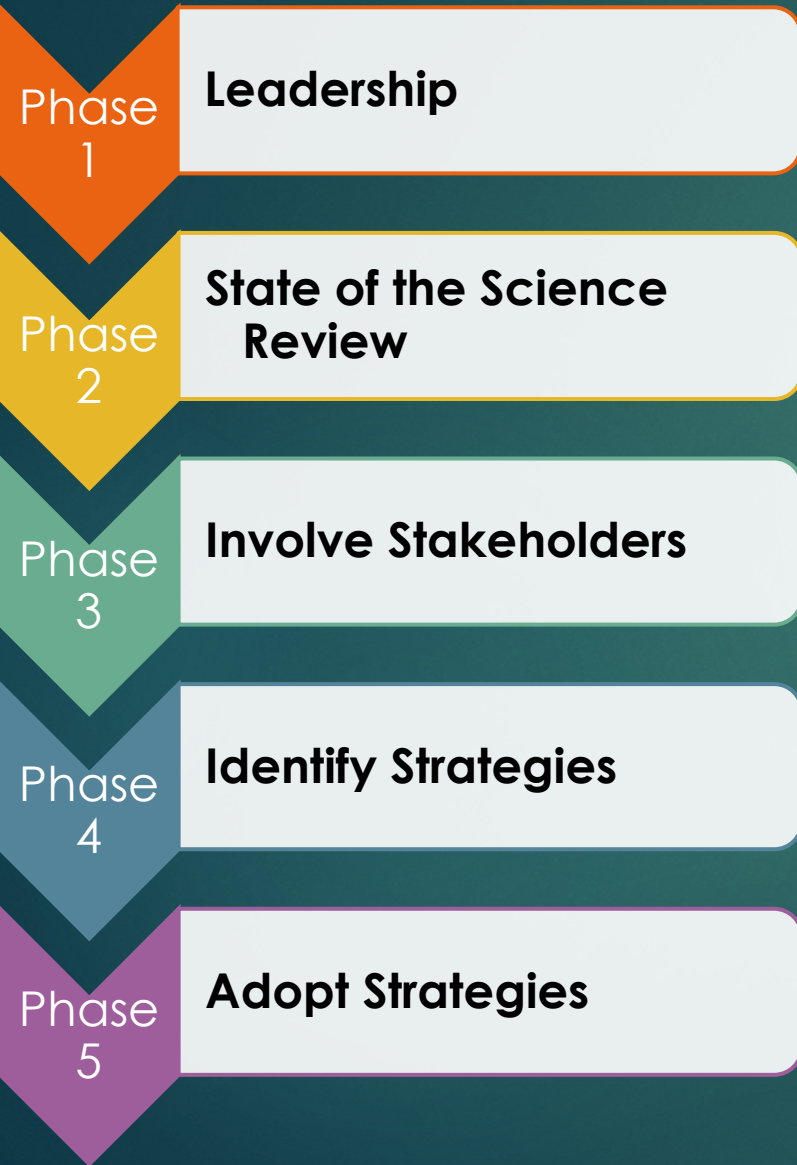 Phase
1
Leadership
Phase
2
State of the Science
Review
Phase
3
Involve Stakeholders
Phase
4
Identify Strategies
Phase
5
Adopt Strategies